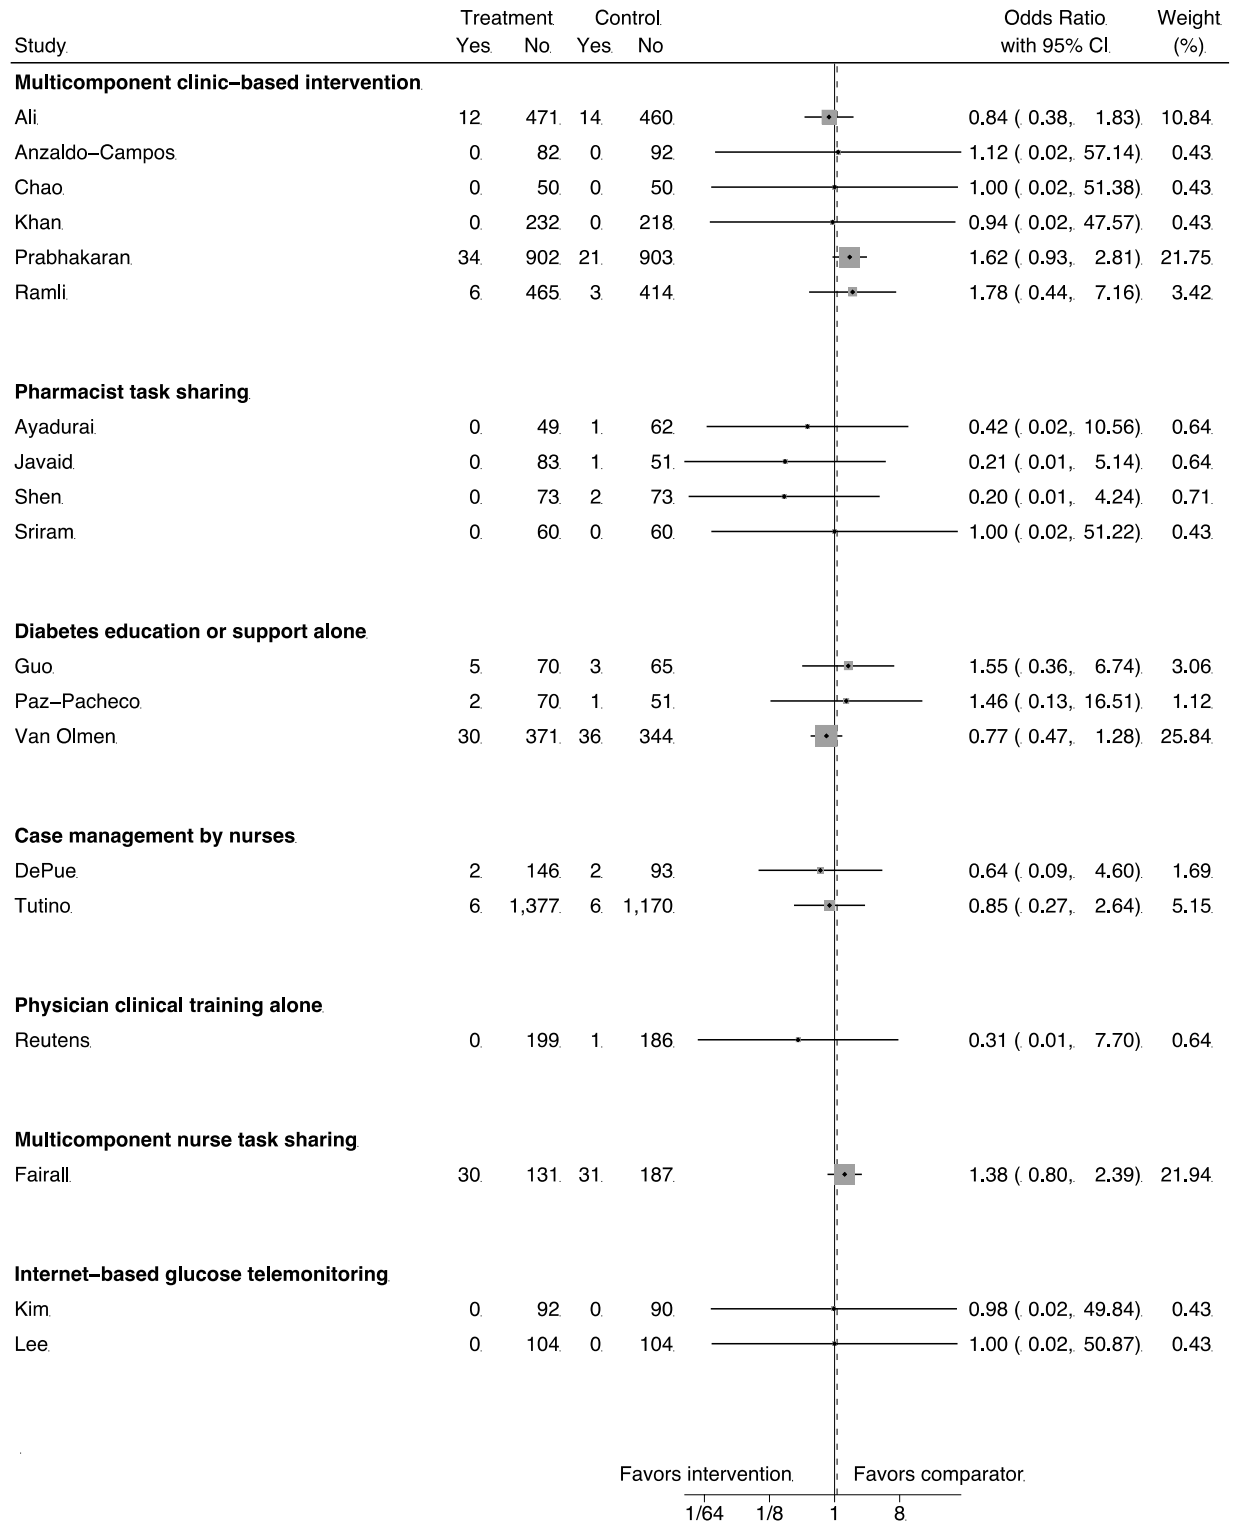 Treatment Control Odds Ratio Weight
Study Yes No Yes No with 95% CI (%)
Multicomponent clinic–based intervention
Ali 12 471 14 460 0.84 ( 0.38, 1.83) 10.84
Anzaldo–Campos 0 82 0 92 1.12 ( 0.02, 57.14) 0.43
Chao 0 50 0 50 1.00 ( 0.02, 51.38) 0.43
Khan 0 232 0 218 0.94 ( 0.02, 47.57) 0.43
Prabhakaran 34 902 21 903 1.62 ( 0.93, 2.81) 21.75
Ramli 6 465 3 414 1.78 ( 0.44, 7.16) 3.42
Pharmacist task sharing
Ayadurai 0 49 1 62 0.42 ( 0.02, 10.56) 0.64
Javaid 0 83 1 51 0.21 ( 0.01, 5.14) 0.64
Shen 0 73 2 73 0.20 ( 0.01, 4.24) 0.71
Sriram 0 60 0 60 1.00 ( 0.02, 51.22) 0.43
Diabetes education or support alone
Guo 5 70 3 65 1.55 ( 0.36, 6.74) 3.06
Paz–Pacheco 2 70 1 51 1.46 ( 0.13, 16.51) 1.12
Van Olmen 30 371 36 344 0.77 ( 0.47, 1.28) 25.84
Case management by nurses
DePue 2 146 2 93 0.64 ( 0.09, 4.60) 1.69
Tutino 6 1,377 6 1,170 0.85 ( 0.27, 2.64) 5.15
Physician clinical training alone
Reutens 0 199 1 186 0.31 ( 0.01, 7.70) 0.64
Multicomponent nurse task sharing
Fairall 30 131 31 187 1.38 ( 0.80, 2.39) 21.94
Internet–based glucose telemonitoring
Kim 0 92 0 90 0.98 ( 0.02, 49.84) 0.43
Lee 0 104 0 104 1.00 ( 0.02, 50.87) 0.43
Favors intervention Favors comparator
1/64 1/8 1 8